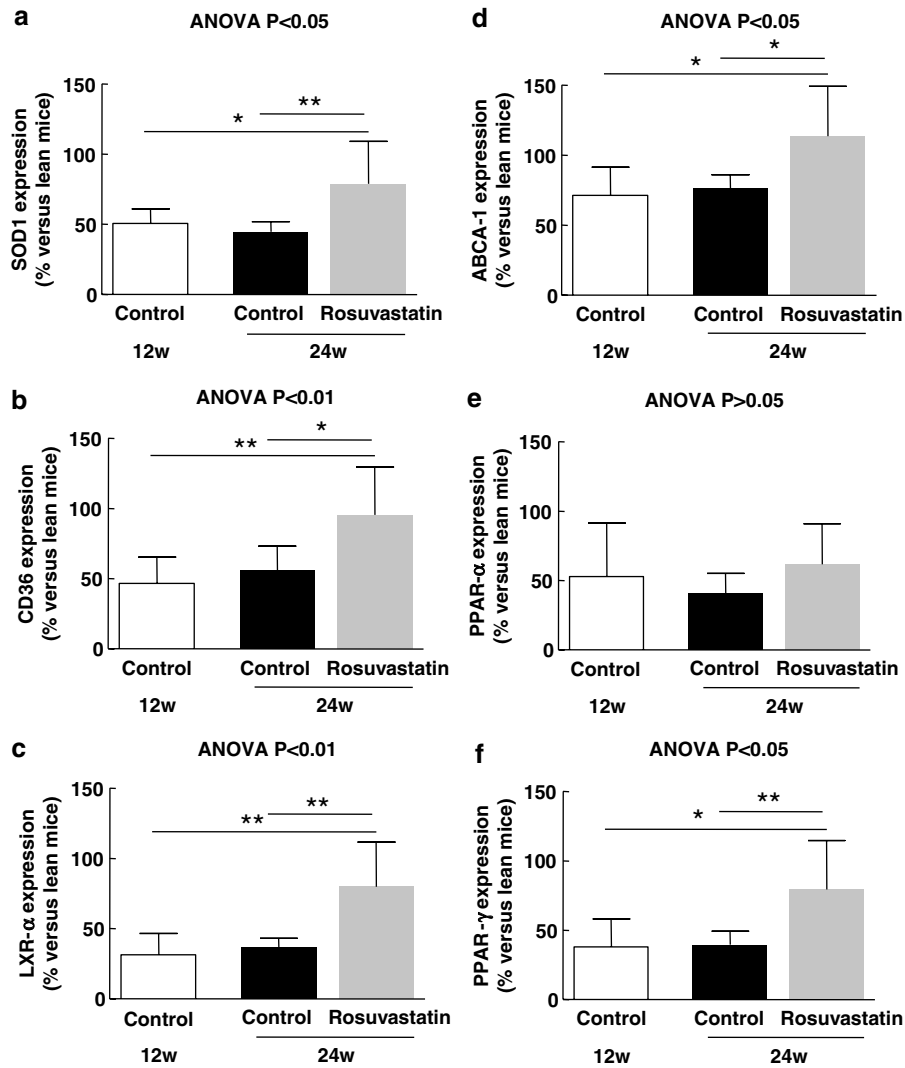 a
ANOVA P<0.05
SOD1 expression
(% versus lean mice)
150
100
50
0
*
**
Control
Control
Rosuvastatin
12w
24w
b
ANOVA P<0.01
CD36 expression
(% versus lean mice)
150
100
50
0
**
*
Control
Control
Rosuvastatin
12w
24w
c
ANOVA P<0.01
LXR-α expression
(% versus lean mice)
150
100
50
0
**
**
Control
Control
Rosuvastatin
12w
24w
d
ANOVA P<0.05
ABCA-1 expression
(% versus lean mice)
150
100
50
0
*
*
Control
Control
Rosuvastatin
12w
24w
e
ANOVA P>0.05
PPAR-α expression
(% versus lean mice)
150
100
50
0
Control
Control
Rosuvastatin
12w
24w
f
ANOVA P<0.05
PPAR-γ expression
(% versus lean mice)
150
100
50
0
*
**
Control
Control
Rosuvastatin
12w
24w